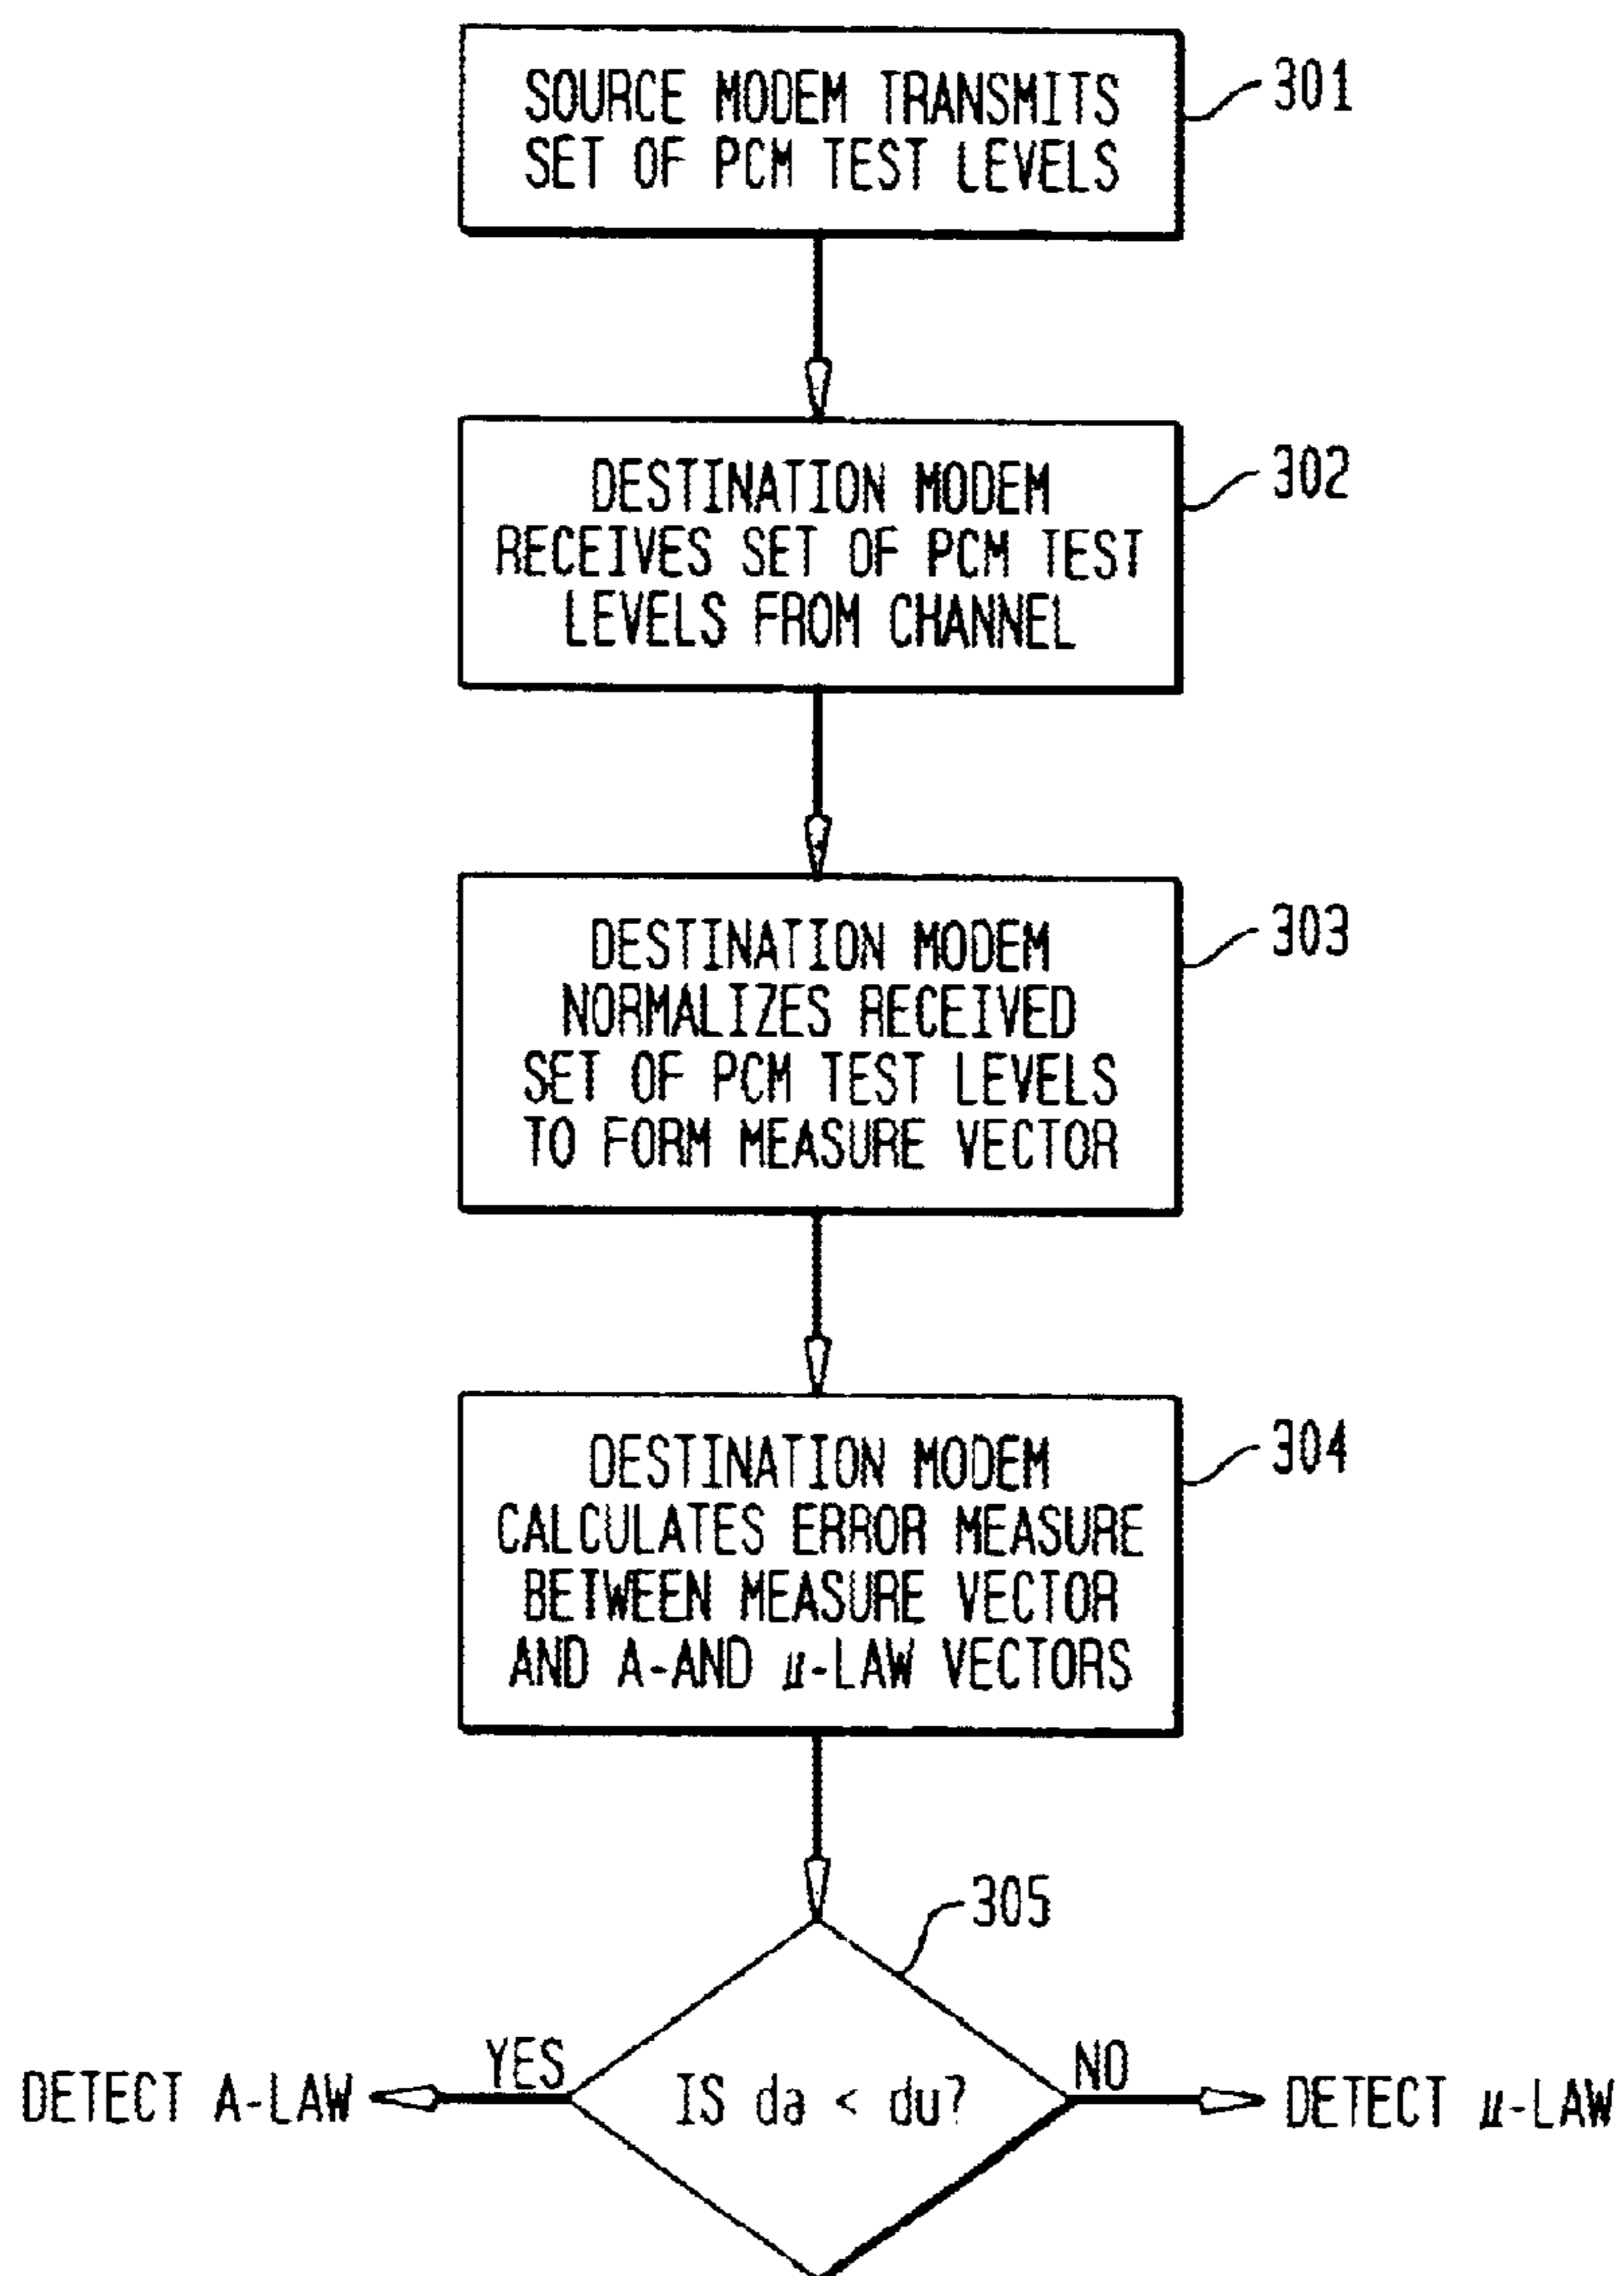 SOURCE MODEM TRANSMITS
SET OF PCM TEST LEVELS
301
DESTINATION MODEM
RECEIVES SET OF PCM TEST
LEVELS FROM CHANNEL
302
DESTINATION MODEM
NORMALIZES RECEIVED
SET OF PCM TEST LEVELS
TO FORM MEASURE VECTOR
303
DESTINATION MODEM
CALCULATES ERROR MEASURE
BETWEEN MEASURE VECTOR
AND A-AND μ-LAW VECTORS
304
305
IS da < du?
YES
DETECT A-LAW
NO
DETECT μ-LAW